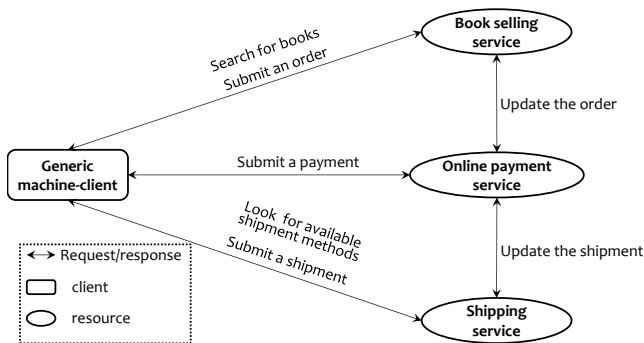 Book selling
service
Search for books
Submit an order
Update the order
Generic
machine-client
Submit a payment
Online payment
service
Look for available
shipment methods
Submit a shipment
Update the shipment
Request/response
client
resource
Shipping
service